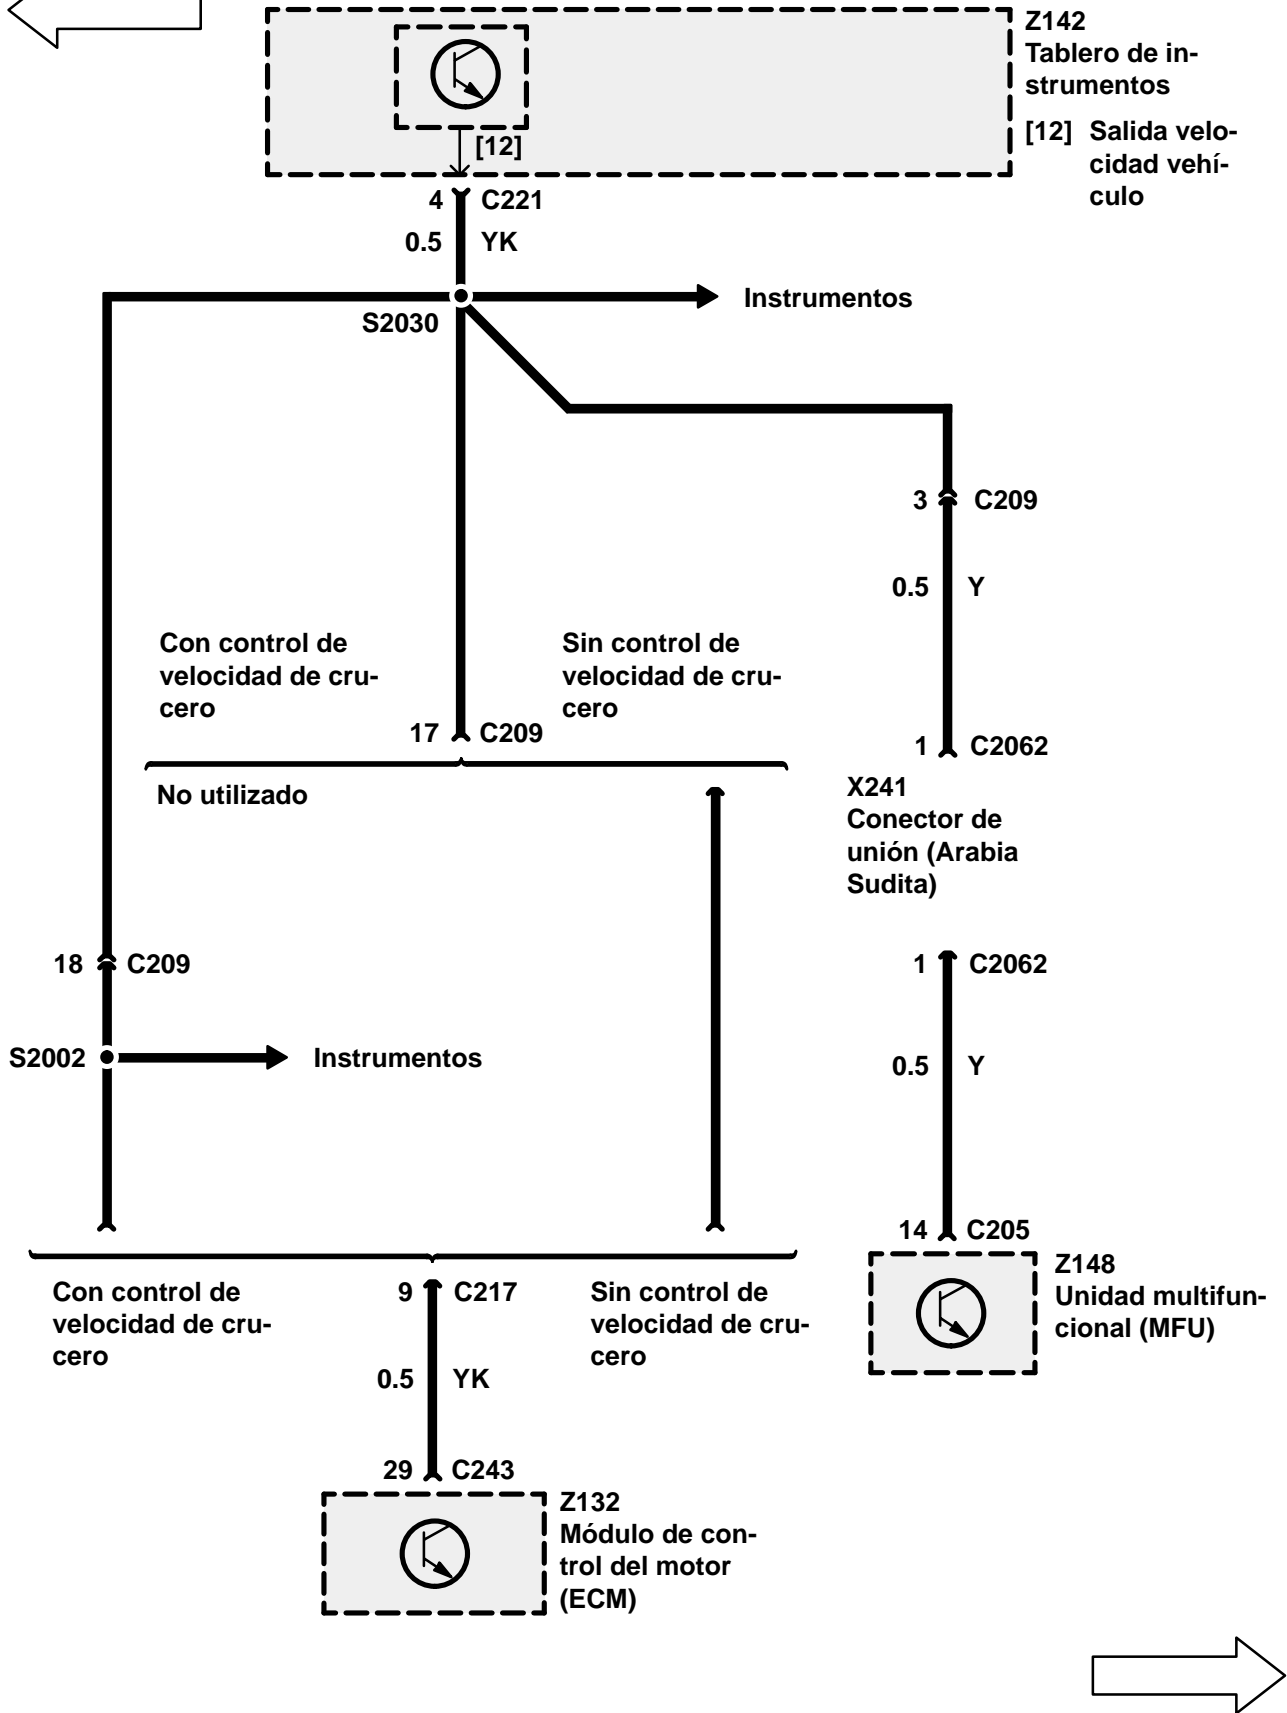 Z142
Tablero de in-
strumentos
[12] Salida velo-
cidad vehí-
culo
[12]
4 C221
0.5 YK
Instrumentos
S2030
3 C209
0.5 Y
Con control de
velocidad de cru-
cero
Sin control de
velocidad de cru-
cero
17 C209
1 C2062
No utilizado
X241
Conector de
unión (Arabia
Sudita)
18 C209
1 C2062
S2002
Instrumentos
0.5 Y
14 C205
Z148
Unidad multifun-
cional (MFU)
Con control de
velocidad de cru-
cero
9 C217
Sin control de
velocidad de cru-
cero
0.5 YK
29 C243
Z132
Módulo de con-
trol del motor
(ECM)